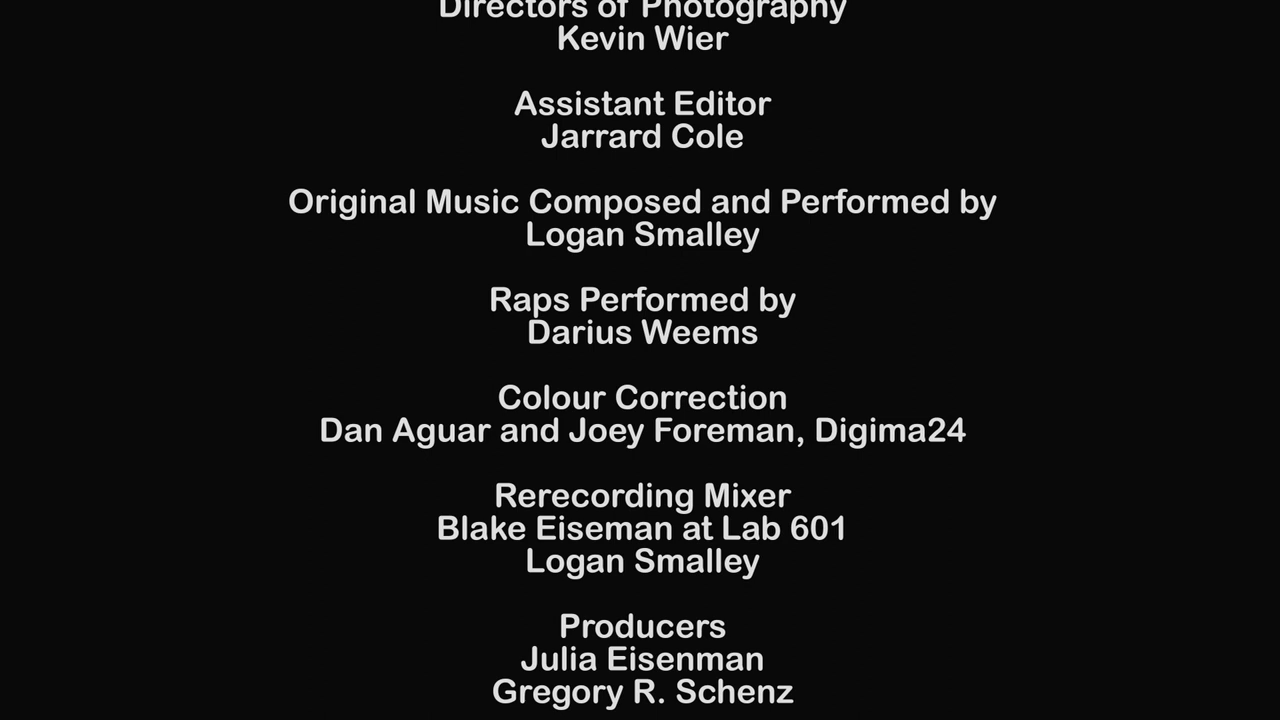 Directors of Photography
Kevin Wier
Assistant Editor
Jarrard Cole
Original Music Composed and Performed by
Logan Smalley
Raps Performed by
Darius Weems
Colour Correction
Dan Aguar and Joey Foreman, Digima24
Rerecording Mixer
Blake Eiseman at Lab 601
Logan Smalley
Producers
Julia Eisenman
Gregory R. Schenz